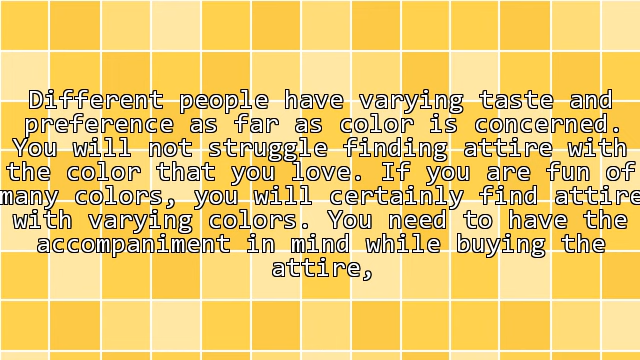 Different people have varying taste and
preference as far as color is concerned.
You will not struggle finding attire with
the color that you love. If you are fun of
many colors, you will certainly find attire
with varying colors. You need to have the
accompaniment in mind while buying the
attire,